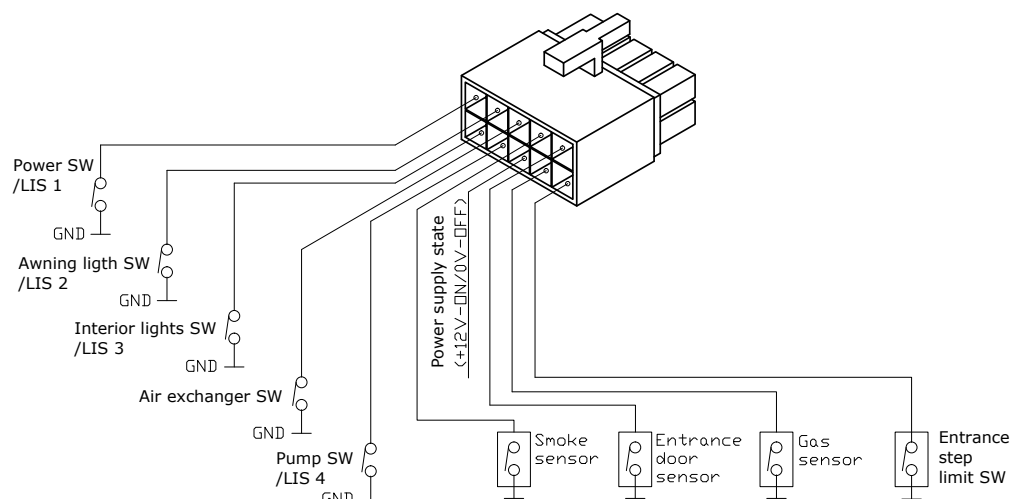 Power SW
/LIS 1
GND
Awning ligth SW
/LIS 2
GND
Interior lights SW
/LIS 3
GND
Air exchanger SW
GND
Pump SW
/LIS 4
GND
Power supply state
(+12V-ON/0V-OFF)
Smoke
sensor
Entrance
door
sensor
Gas
sensor
Entrance
step
limit SW